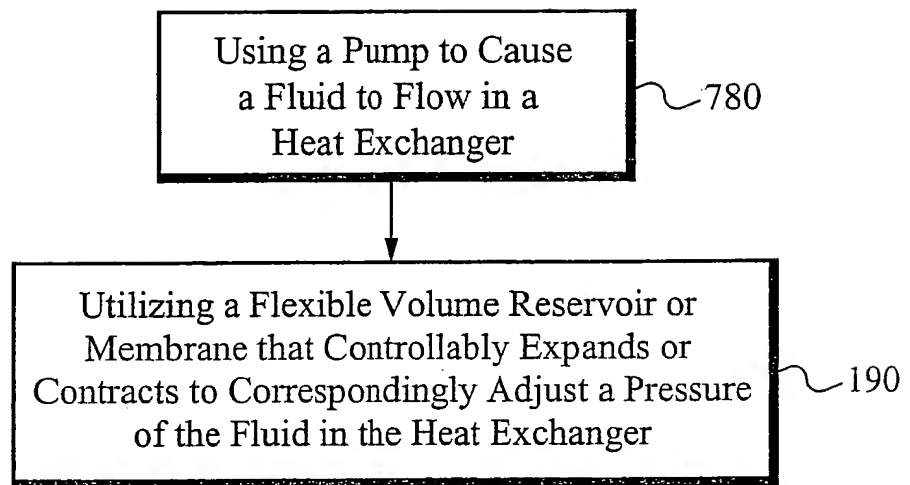 Using a Pump to Cause
a Fluid to Flow in a
Heat Exchanger
780
Utilizing a Flexible Volume Reservoir or
Membrane that Controllably Expands or
Contracts to Correspondingly Adjust a Pressure
of the Fluid in the Heat Exchanger
190